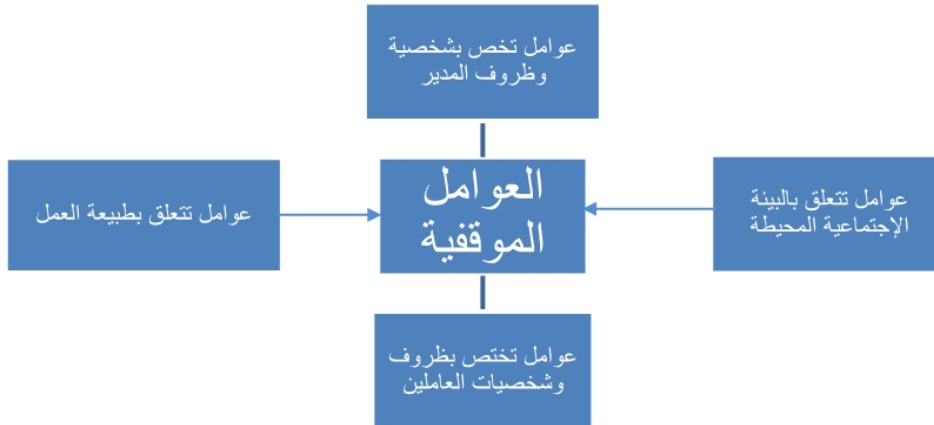 عوامل تخص بشخصية
وظروف المدير
عوامل تتعلق بالبيئة
الإجتماعية المحيطة
العوامل
الموقفية
عوامل تتعلق بطبيعة العمل
عوامل تختص بظروف
وشخصيات العاملين